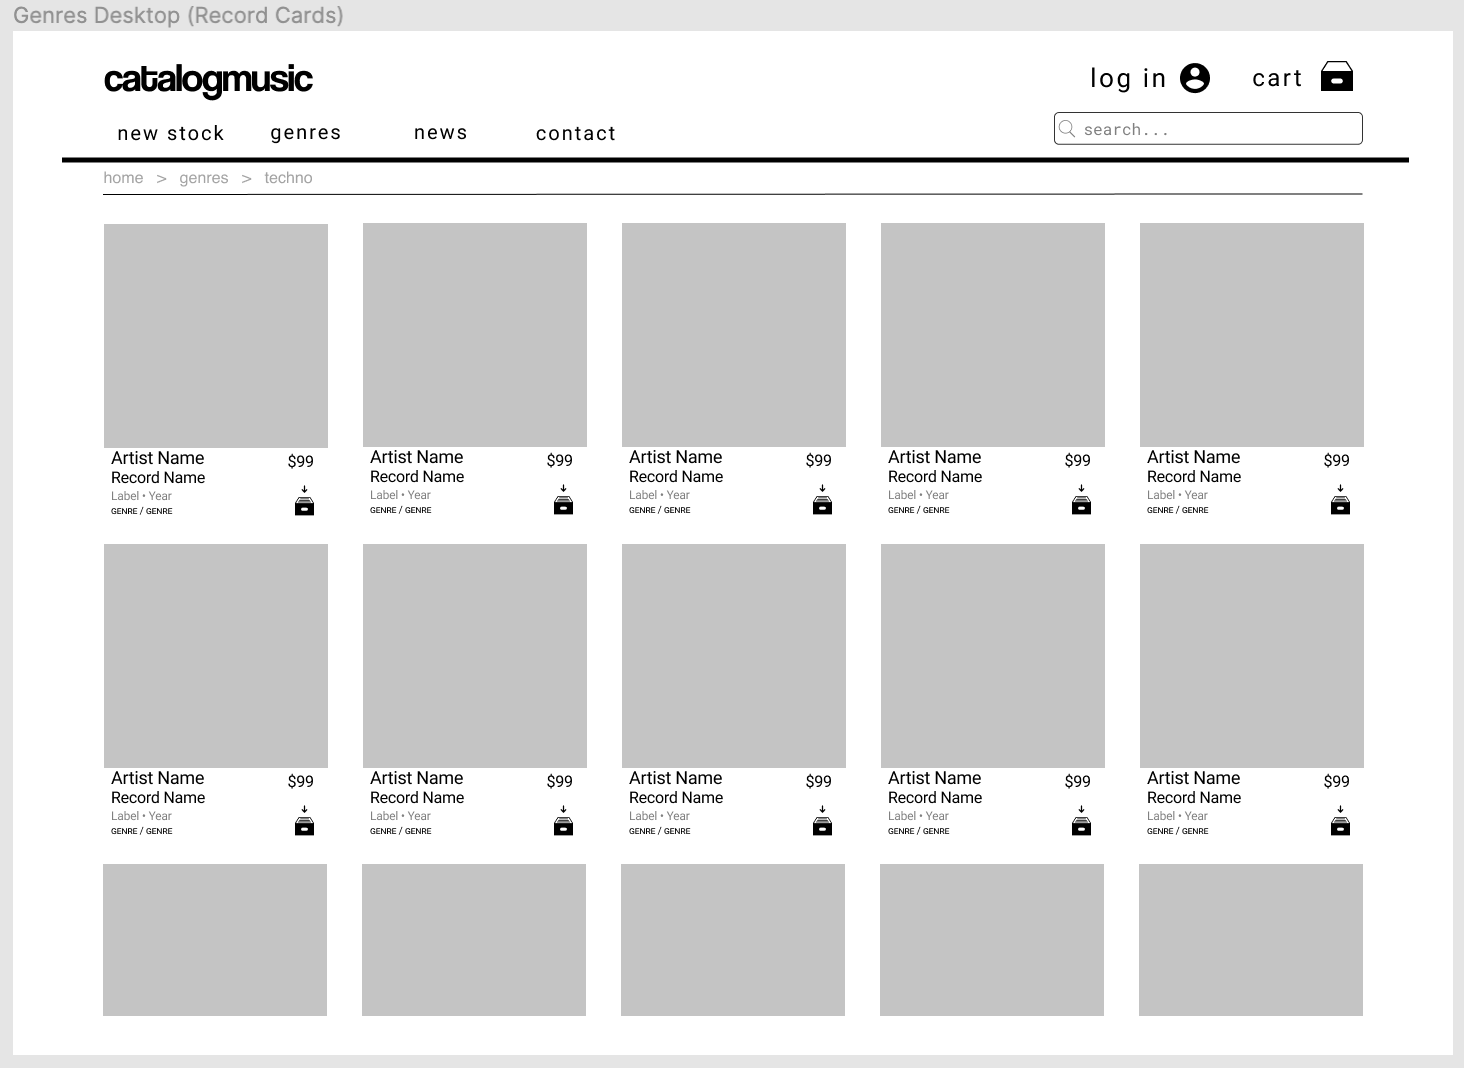 Genres Desktop (Record Cards)
catalogmusic
log in
cart
new stock
genres
news
contact
search...
home > genres > techno
Artist Name
$99
Record Name
Label • Year
GENRE / GENRE
Artist Name
$99
Record Name
Label • Year
GENRE / GENRE
Artist Name
$99
Record Name
Label • Year
GENRE / GENRE
Artist Name
$99
Record Name
Label • Year
GENRE / GENRE
Artist Name
$99
Record Name
Label • Year
GENRE / GENRE
Artist Name
$99
Record Name
Label • Year
GENRE / GENRE
Artist Name
$99
Record Name
Label • Year
GENRE / GENRE
Artist Name
$99
Record Name
Label • Year
GENRE / GENRE
Artist Name
$99
Record Name
Label • Year
GENRE / GENRE
Artist Name
$99
Record Name
Label • Year
GENRE / GENRE